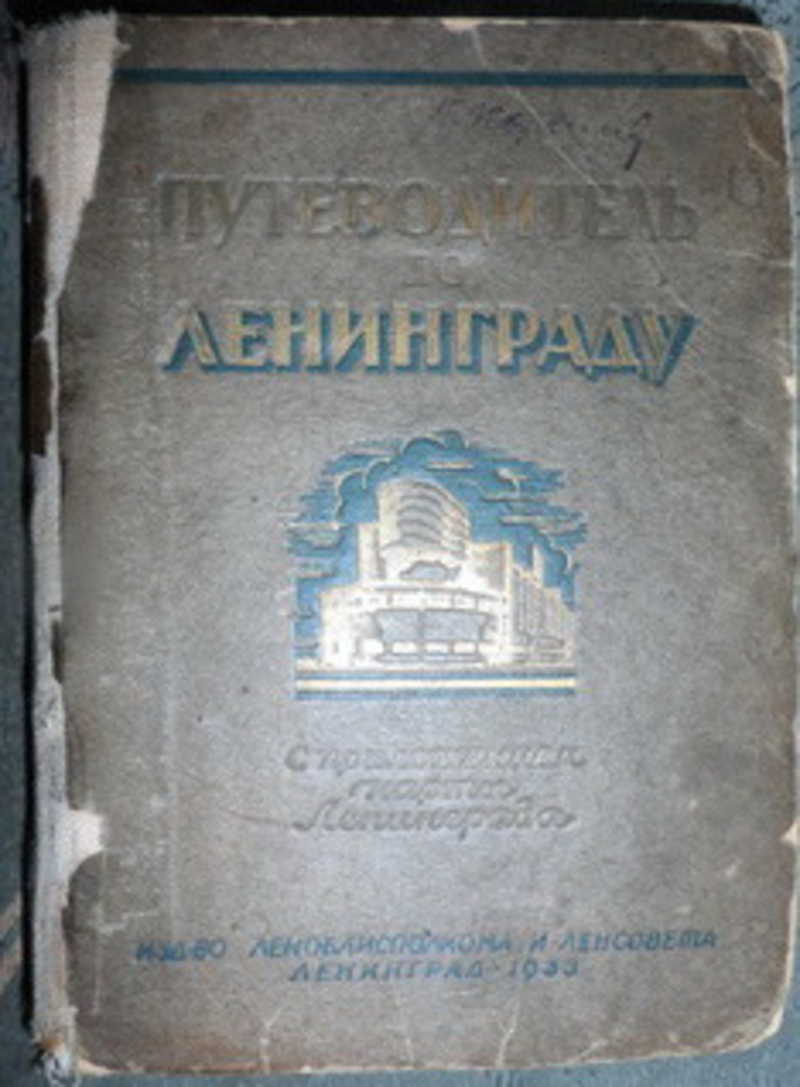 ПУТЕВОДИТЕЛЬ
ПО
ЛЕНИНГРАДУ
С приложением
карты
Ленинграда
ИЗД-ВО ЛЕНОБЛИСПОЛКОМА И ЛЕНСОВЕТА
ЛЕНИНГРАД-1933